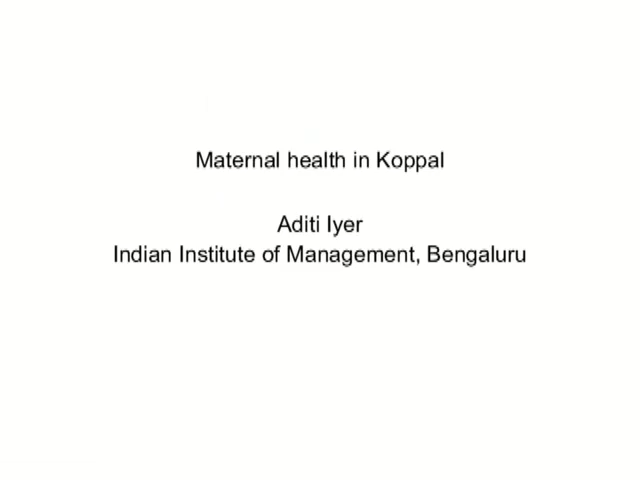 Maternal health in Koppal
Aditi Iyer
Indian Institute of Management, Bengaluru